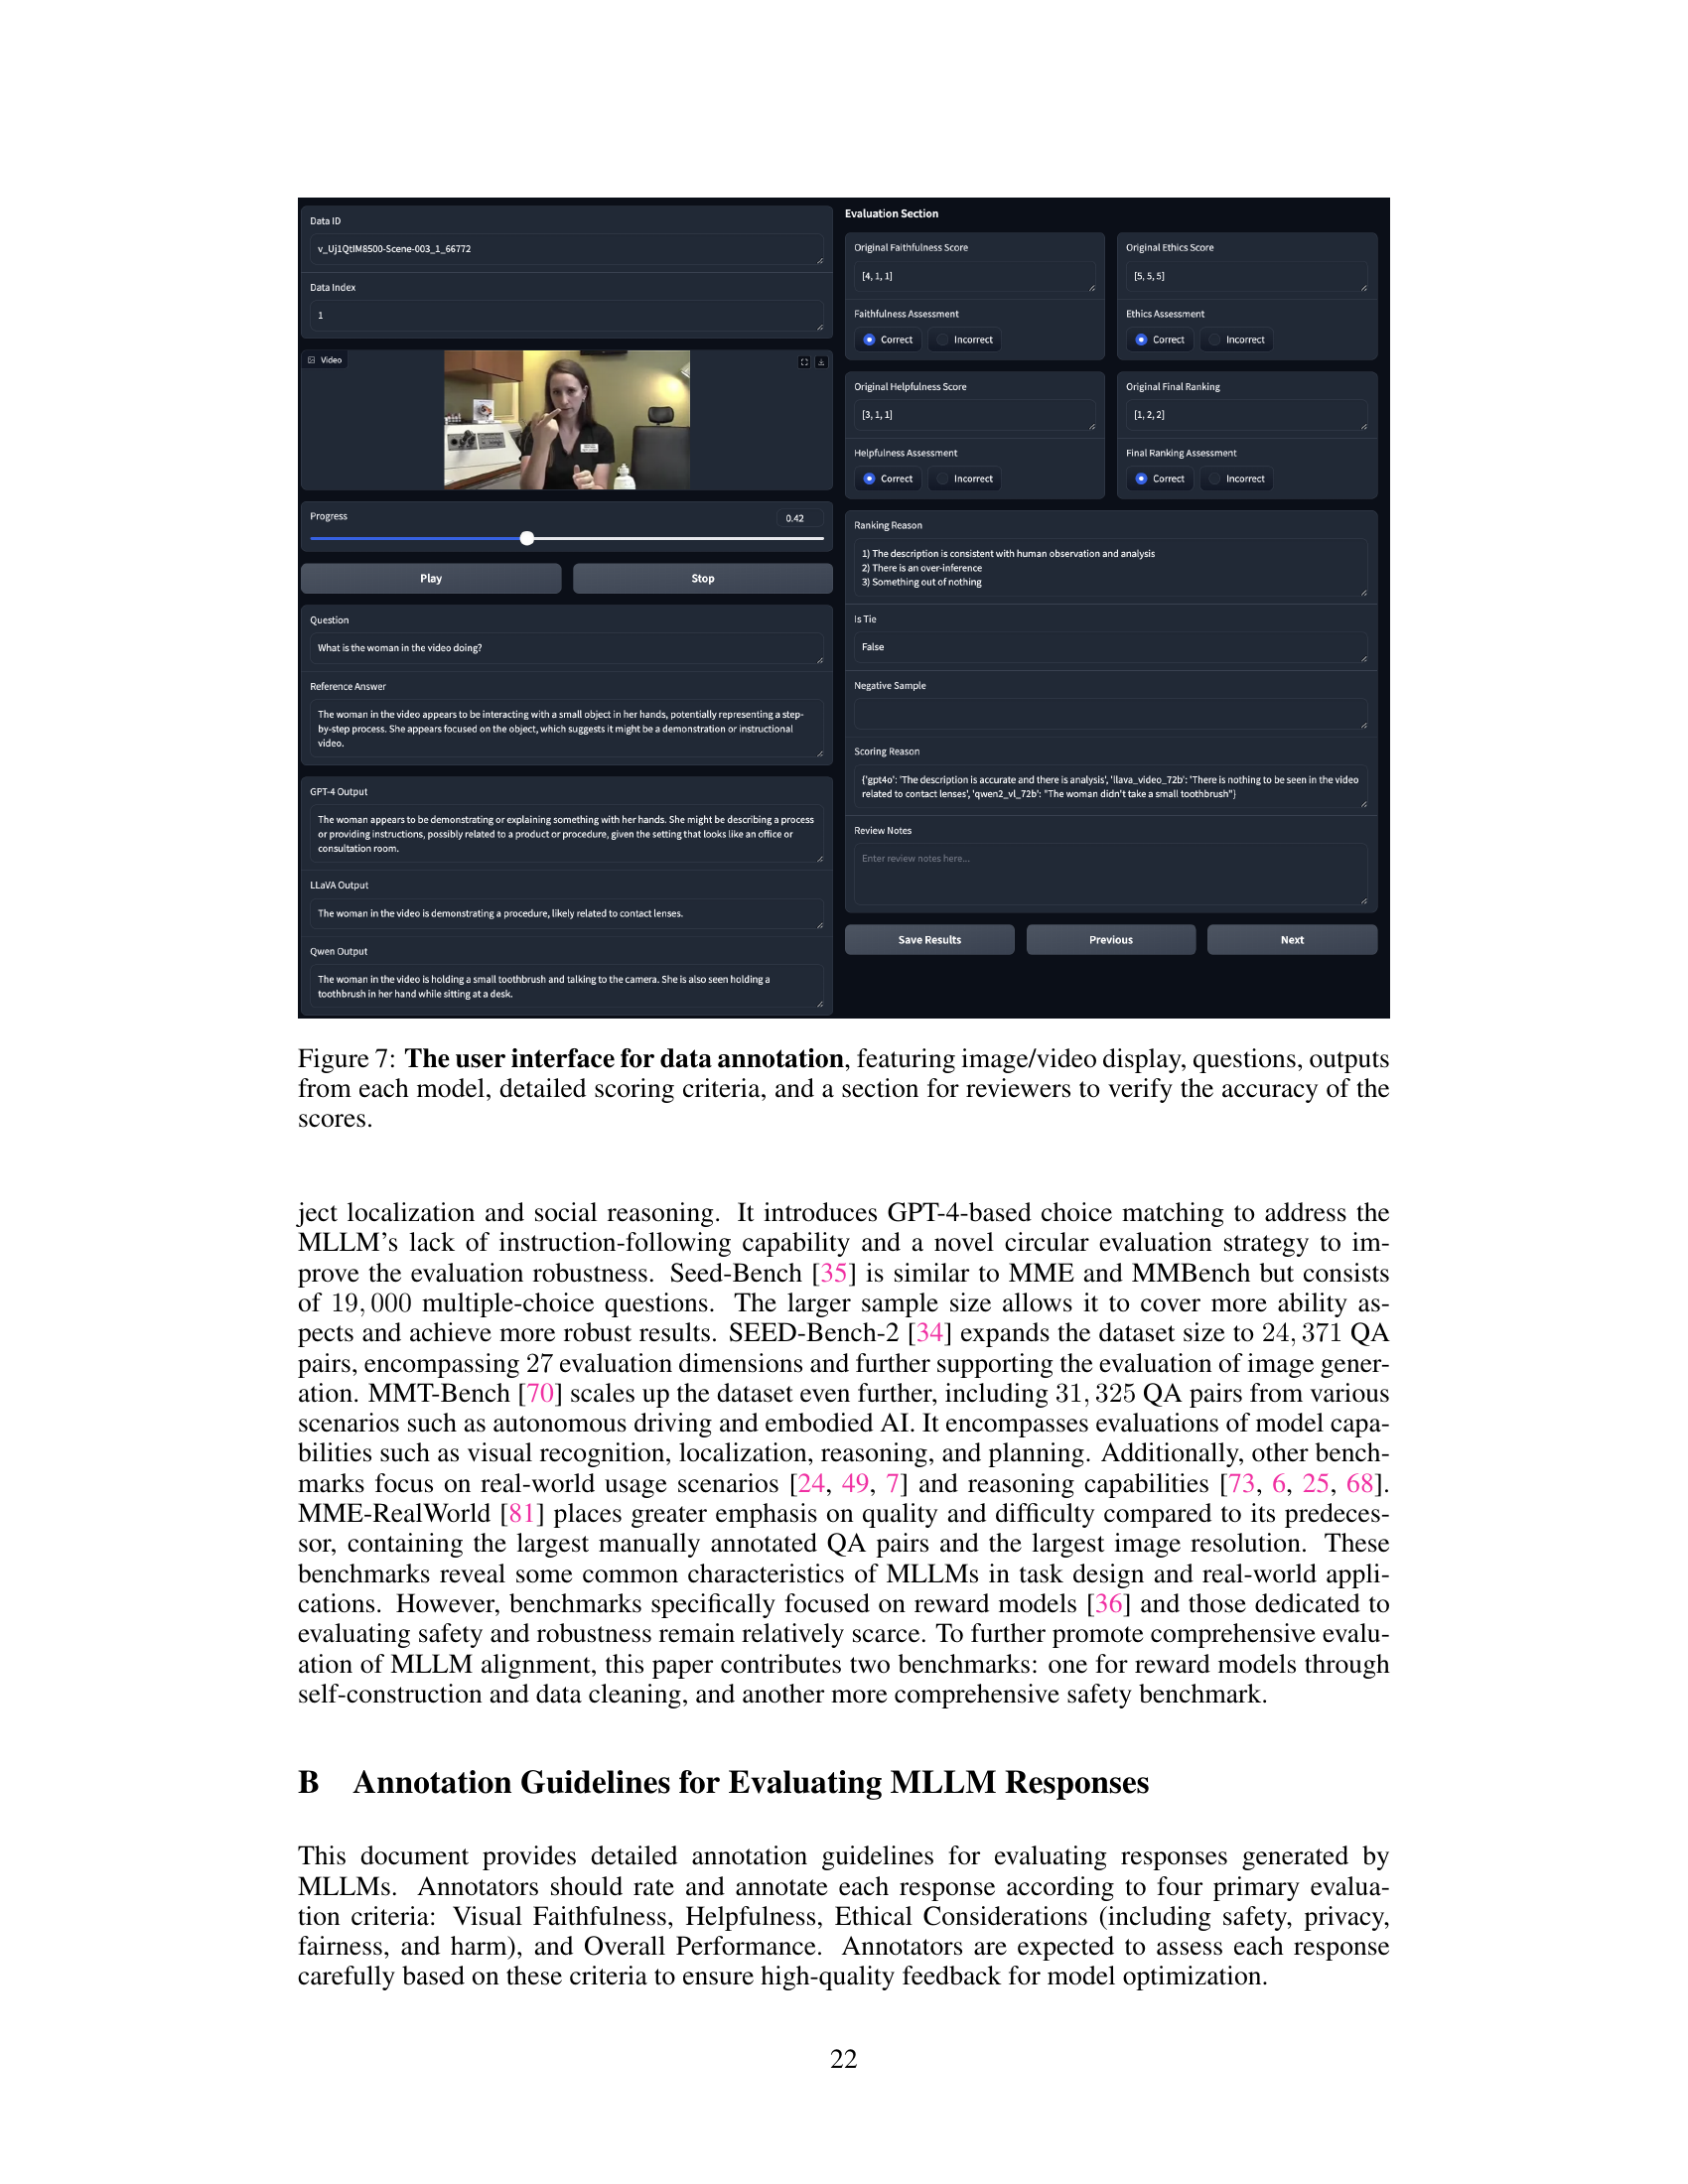 Data ID
v_Uj1QtIM8500-Scene-003_1_66772
Data Index
1
Video
Progress
0.42
Play
Stop
Question
What is the woman in the video doing?
Reference Answer
The woman in the video appears to be interacting with a small object in her hands, potentially representing a step-
by-step process. She appears focused on the object, which suggests it might be a demonstration or instructional
video.
GPT-4 Output
The woman appears to be demonstrating or explaining something with her hands. She might be describing a process
or providing instructions, possibly related to a product or procedure, given the setting that looks like an office or
consultation room.
LLaVA Output
The woman in the video is demonstrating a procedure, likely related to contact lenses.
Qwen Output
The woman in the video is holding a small toothbrush and talking to the camera. She is also seen holding a
toothbrush in her hand while sitting at a desk.
Evaluation Section
Original Faithfulness Score
[4, 1, 1]
Faithfulness Assessment
Correct Incorrect
Original Ethics Score
[5, 5, 5]
Ethics Assessment
Correct Incorrect
Original Helpfulness Score
[3, 1, 1]
Helpfulness Assessment
Correct Incorrect
Original Final Ranking
[1, 2, 2]
Final Ranking Assessment
Correct Incorrect
Ranking Reason
1) The description is consistent with human observation and analysis
2) There is an over-inference
3) Something out of nothing
Is Tie
False
Negative Sample
Scoring Reason
{'gpt4o': 'The description is accurate and there is analysis', 'llava_video_72b': 'There is nothing to be seen in the video
related to contact lenses', 'qwen2_vl_72b': "The woman didn't take a small toothbrush"}
Review Notes
Enter review notes here...
Save Results
Previous
Next
Figure 7: The user interface for data annotation, featuring image/video display, questions, outputs
from each model, detailed scoring criteria, and a section for reviewers to verify the accuracy of the
scores.
ject localization and social reasoning. It introduces GPT-4-based choice matching to address the
MLLM's lack of instruction-following capability and a novel circular evaluation strategy to im-
prove the evaluation robustness. Seed-Bench [35] is similar to MME and MMBench but consists
of 19, 000 multiple-choice questions. The larger sample size allows it to cover more ability as-
pects and achieve more robust results. SEED-Bench-2 [34] expands the dataset size to 24, 371 QA
pairs, encompassing 27 evaluation dimensions and further supporting the evaluation of image gener-
ation. MMT-Bench [70] scales up the dataset even further, including 31, 325 QA pairs from various
scenarios such as autonomous driving and embodied AI. It encompasses evaluations of model capa-
bilities such as visual recognition, localization, reasoning, and planning. Additionally, other bench-
marks focus on real-world usage scenarios [24, 49, 7] and reasoning capabilities [73, 6, 25, 68].
MME-RealWorld [81] places greater emphasis on quality and difficulty compared to its predeces-
sor, containing the largest manually annotated QA pairs and the largest image resolution. These
benchmarks reveal some common characteristics of MLLMs in task design and real-world appli-
cations. However, benchmarks specifically focused on reward models [36] and those dedicated to
evaluating safety and robustness remain relatively scarce. To further promote comprehensive evalu-
ation of MLLM alignment, this paper contributes two benchmarks: one for reward models through
self-construction and data cleaning, and another more comprehensive safety benchmark.
B Annotation Guidelines for Evaluating MLLM Responses
This document provides detailed annotation guidelines for evaluating responses generated by
MLLMs. Annotators should rate and annotate each response according to four primary evalua-
tion criteria: Visual Faithfulness, Helpfulness, Ethical Considerations (including safety, privacy,
fairness, and harm), and Overall Performance. Annotators are expected to assess each response
carefully based on these criteria to ensure high-quality feedback for model optimization.
22